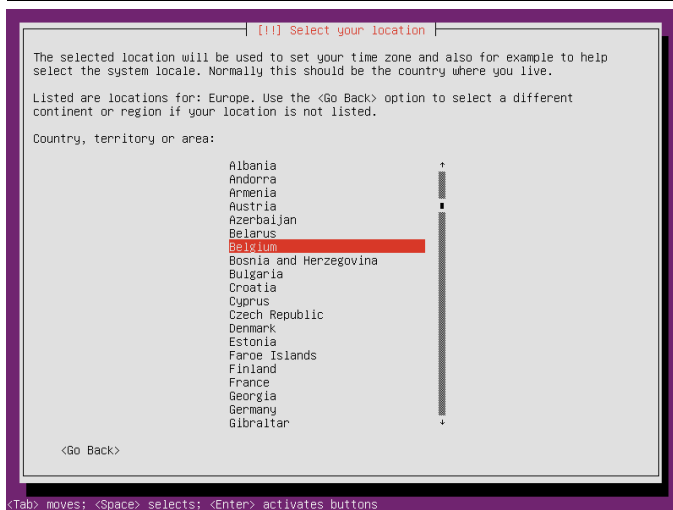 [!!] Select your location
The selected location will be used to set your time zone and also for example to help
select the system locale. Normally this should be the country where you live.
Listed are locations for: Europe. Use the <Go Back> option to select a different
continent or region if your location is not listed.
Country, territory or area:
Albania
Andorra
Armenia
Austria
Azerbaijan
Belarus
Belgium
Bosnia and Herzegovina
Bulgaria
Croatia
Cyprus
Czech Republic
Denmark
Estonia
Faroe Islands
Finland
France
Georgia
Germany
Gibraltar
<Go Back>
<Tab> moves; <Space> selects; <Enter> activates buttons